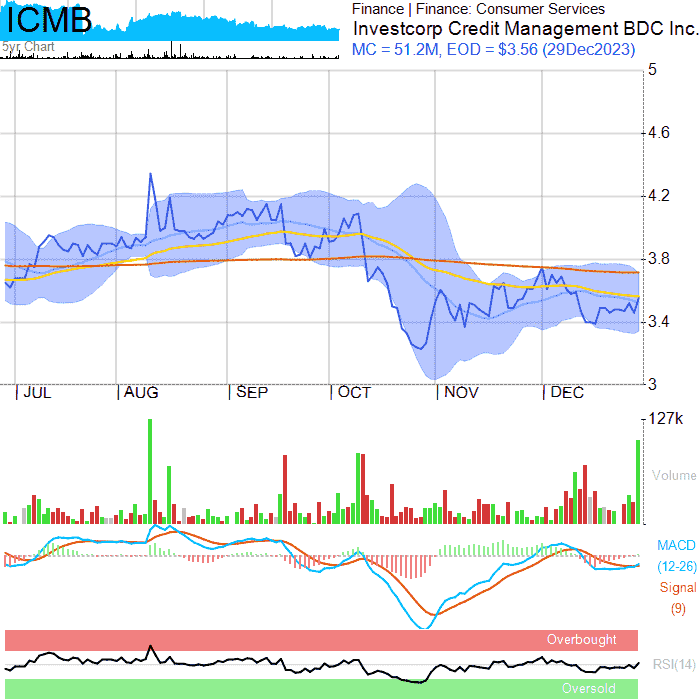 ICMB
5yr Chart
Finance | Finance: Consumer Services
Investcorp Credit Management BDC Inc.
MC = 51.2M, EOD = $3.56 (29Dec2023)
5
4.6
4.2
3.8
3.4
3
JUL AUG SEP OCT NOV DEC
127k
Volume
MACD
(12-26)
Signal
(9)
Overbought
RSI(14)
Oversold